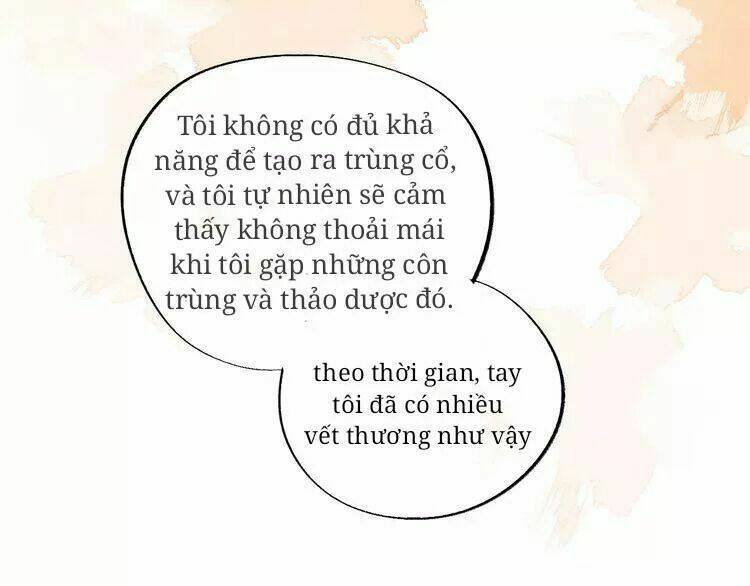 Tôi không có đủ khả
năng để tạo ra trùng cổ,
và tôi tự nhiên sẽ cảm
thấy không thoải mái
khi tôi gặp những côn
trùng và thảo dược đó.
theo thời gian, tay
tôi đã có nhiều
vết thương như vậy